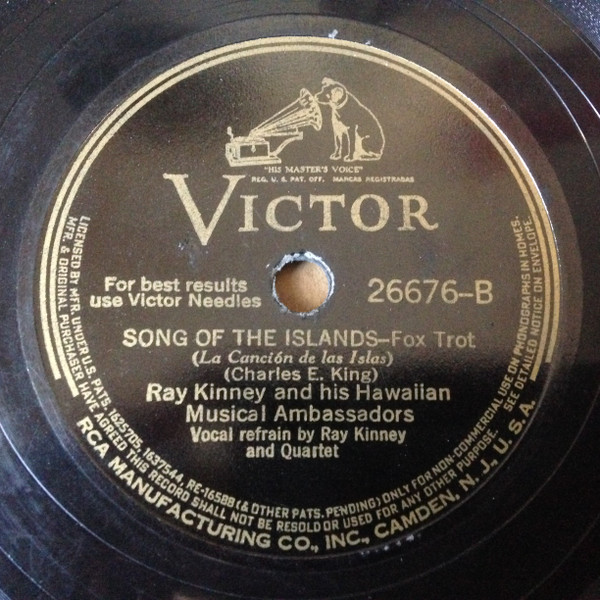 "HIS MASTER'S VOICE"
REG. U. S. PAT. OFF. MARCAS REGISTRADAS
VICTOR
For best results
use Victor Needles
26676-B
SONG OF THE ISLANDS-Fox Trot
(La Canción de las Islas)
(Charles E. King)
Ray Kinney and his Hawaiian
Musical Ambassadors
Vocal refrain by Ray Kinney
and Quartet
LICENSED BY MFR. UNDER U.S. PATS. 1625705, 1637544, RE-16588 (& OTHER PATS. PENDING) ONLY FOR NON-COMMERCIAL USE ON PHONOGRAPHS IN HOMES.
MFR. & ORIGINAL PURCHASER HAVE AGREED THIS RECORD SHALL NOT BE RESOLD OR USED FOR ANY OTHER PURPOSE. SEE DETAILED NOTICE ON ENVELOPE.
RCA MANUFACTURING CO., INC., CAMDEN, N. J., U. S. A.